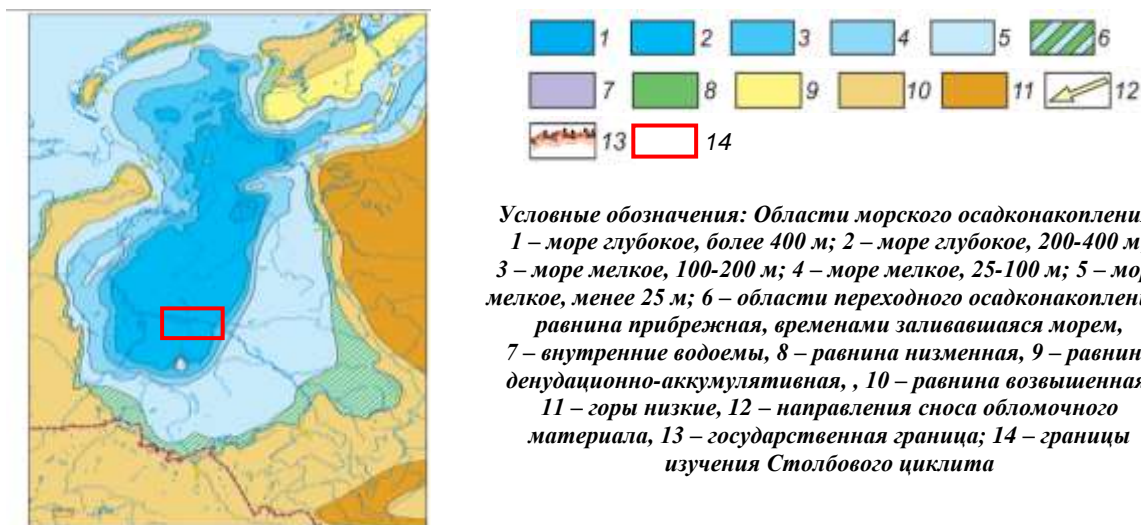 1 2 3 4 5 6
7 8 9 10 11 12
13 14
Условные обозначения: Области морского осадконакоплени
1 – море глубокое, более 400 м; 2 – море глубокое, 200-400 м
3 – море мелкое, 100-200 м; 4 – море мелкое, 25-100 м; 5 – мор
мелкое, менее 25 м; 6 – области переходного осадконакоплени
равнина прибрежная, временами заливавшаяся морем,
7 – внутренние водоемы, 8 – равнина низменная, 9 – равнин
денудационно-аккумулятивная, , 10 – равнина возвышенная
11 – горы низкие, 12 – направления сноса обломочного
материала, 13 – государственная граница; 14 – границы
изучения Столбового циклита